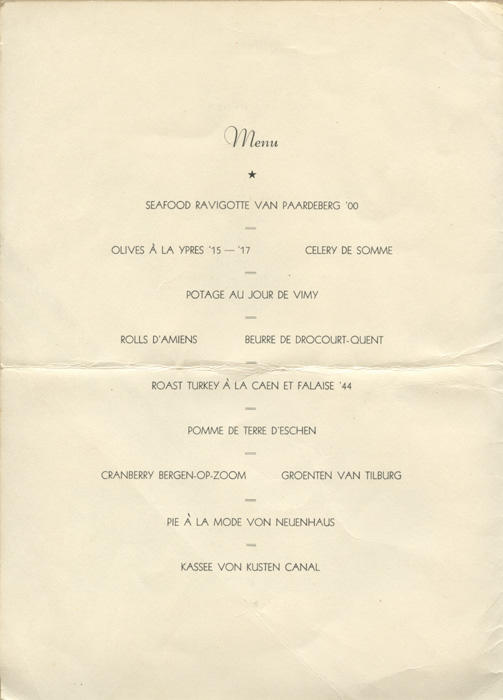 Menu
★
SEAFOOD RAVIGOTTE VAN PAARDEBERG '00
OLIVES À LA YPRES '15 — '17 CELERY DE SOMME
POTAGE AU JOUR DE VIMY
ROLLS D'AMIENS BEURRE DE DROCOURT-QUENT
ROAST TURKEY À LA CAEN ET FALAISE '44
POMME DE TERRE D'ESCHEN
CRANBERRY BERGEN-OP-ZOOM GROENTEN VAN TILBURG
PIE À LA MODE VON NEUENHAUS
KASSEE VON KUSTEN CANAL